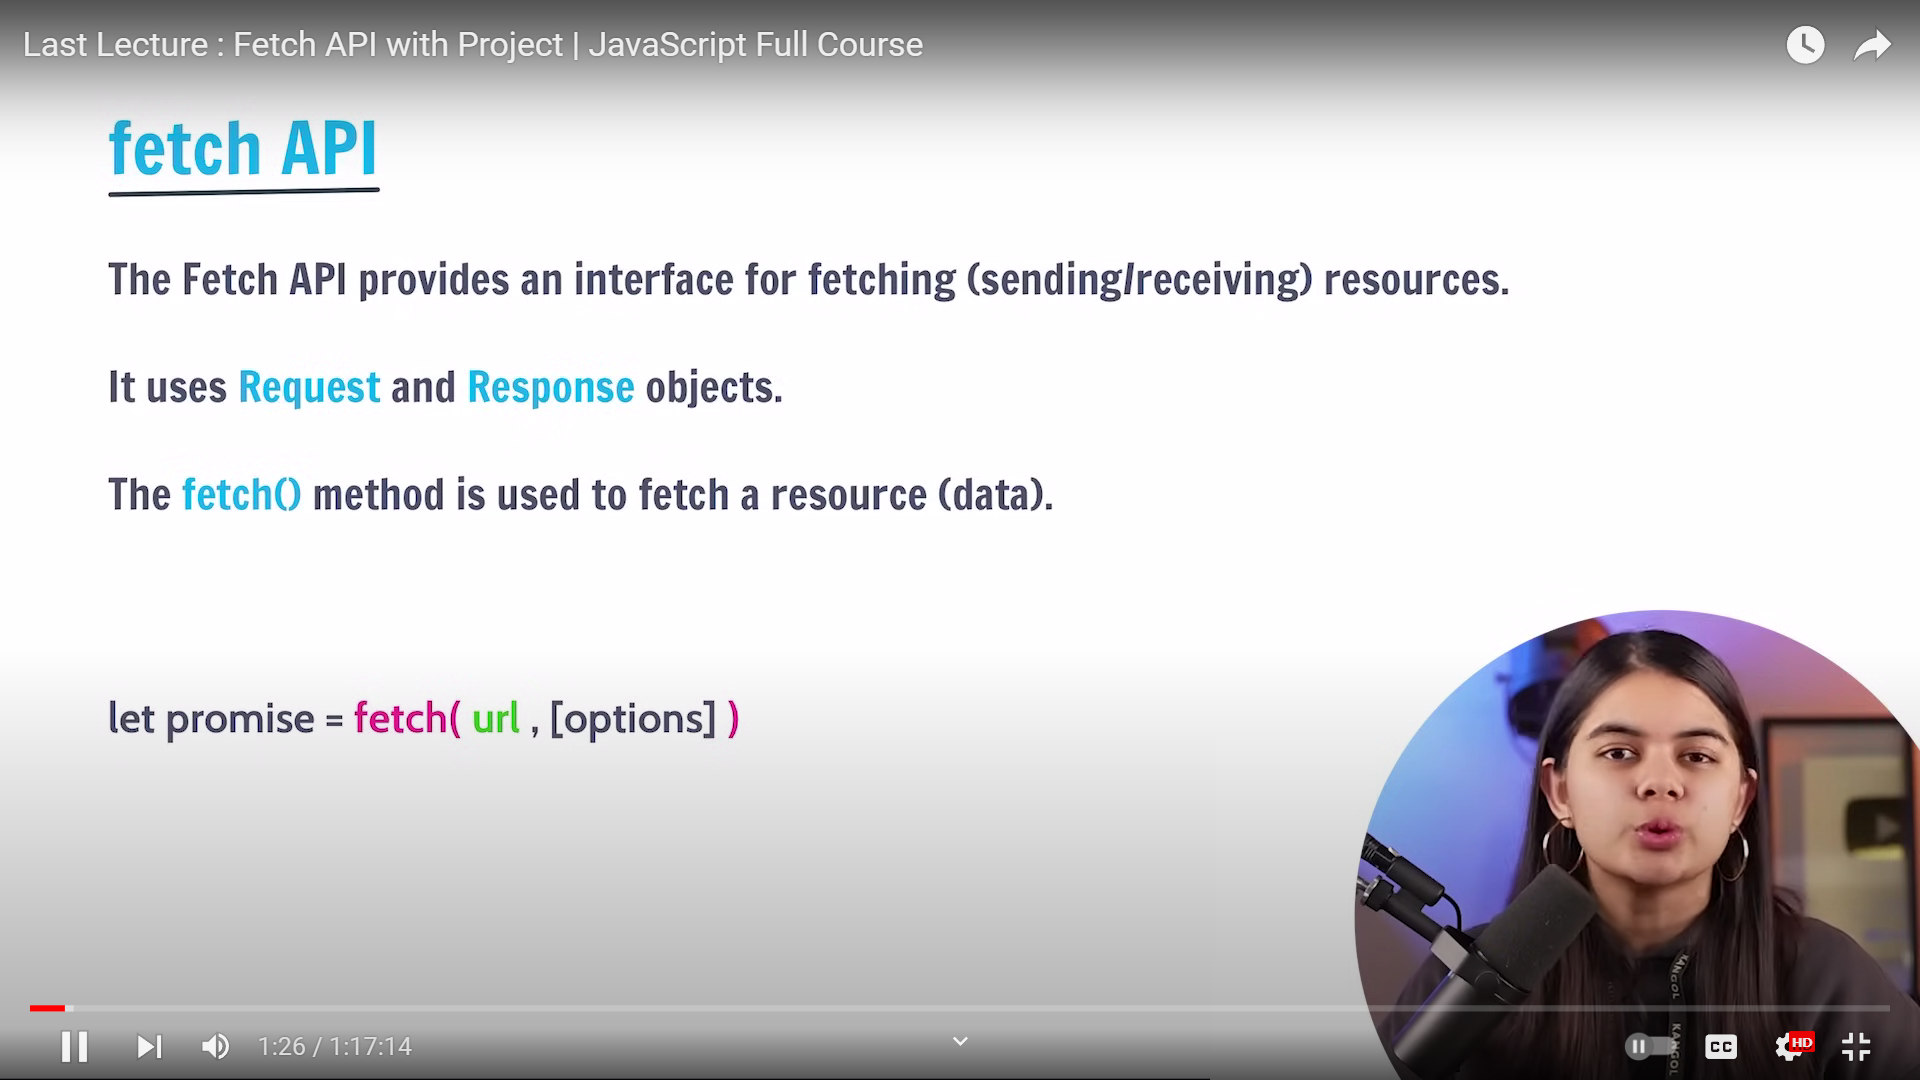 Last Lecture : Fetch API with Project | JavaScript Full Course
fetch API
The Fetch API provides an interface for fetching (sending/receiving) resources.
It uses Request and Response objects.
The fetch() method is used to fetch a resource (data).
let promise = fetch( url , [options] )
KANGOL
KANGOL
1:26 / 1:17:14
CC
HD